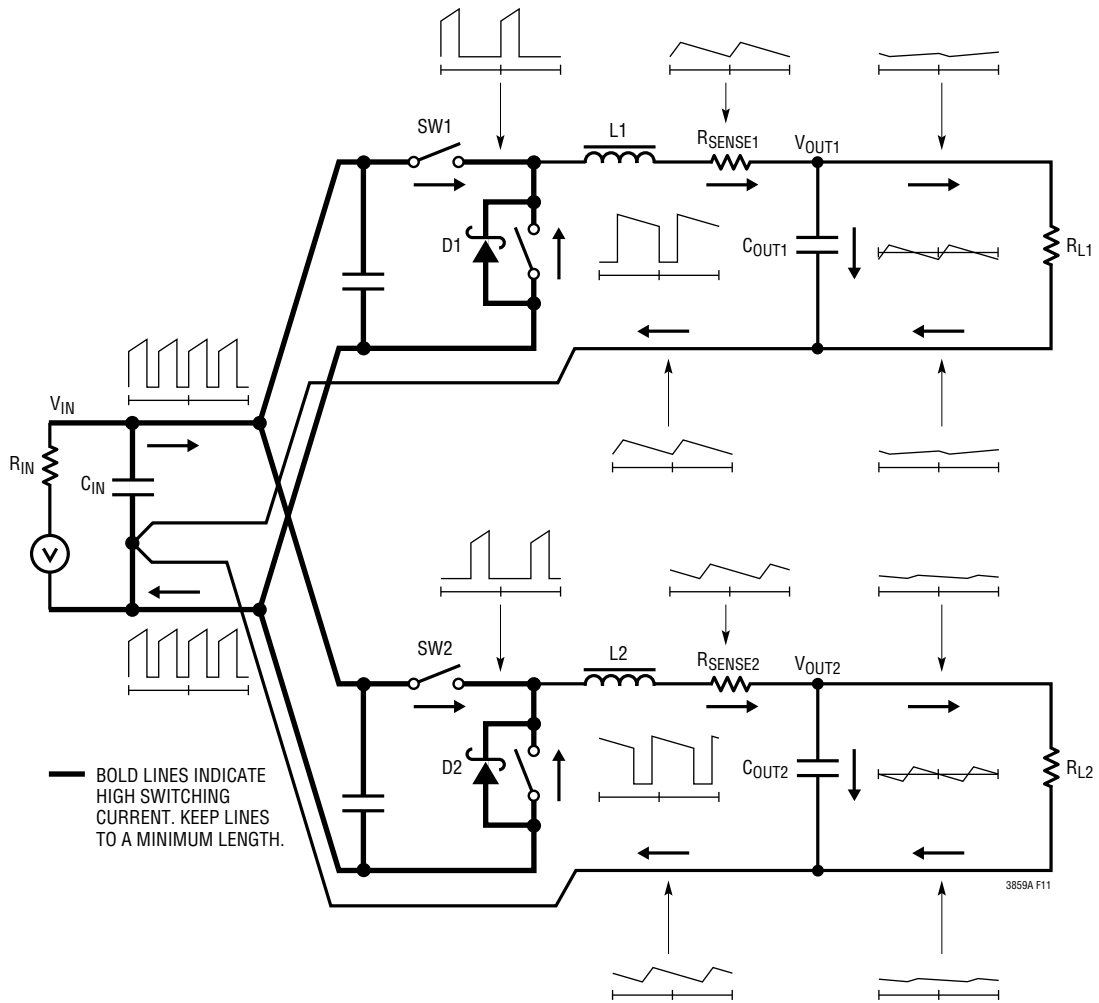 SW1
L1
RSENSE1
VOUT1
D1
COUT1
RL1
VIN
RIN
CIN
V
SW2
L2
RSENSE2
VOUT2
D2
COUT2
RL2
BOLD LINES INDICATE
HIGH SWITCHING
CURRENT. KEEP LINES
TO A MINIMUM LENGTH.
3859A F11